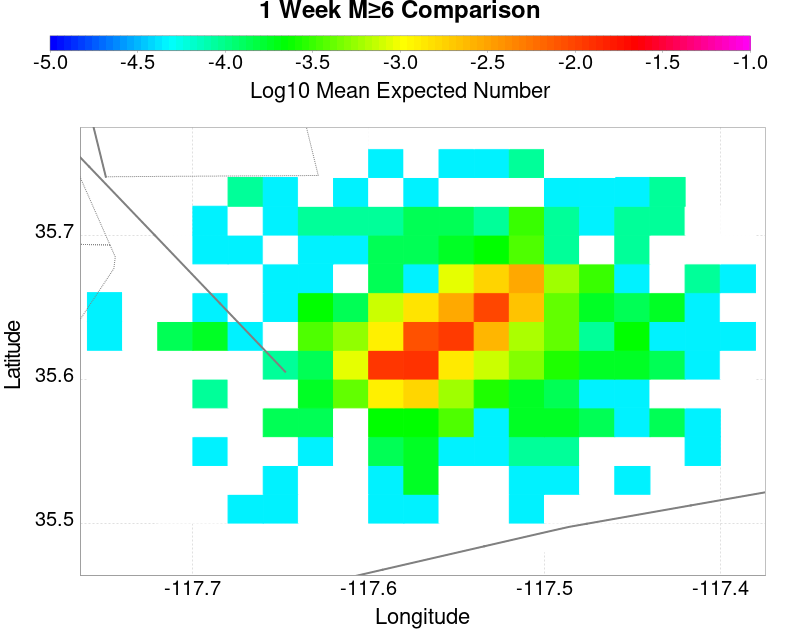 1 Week M≥6 Comparison
-5.0 -4.5 -4.0 -3.5 -3.0 -2.5 -2.0 -1.5 -1.0
Log10 Mean Expected Number
35.7
35.6
35.5
Latitude
-117.7 -117.6 -117.5 -117.4
Longitude